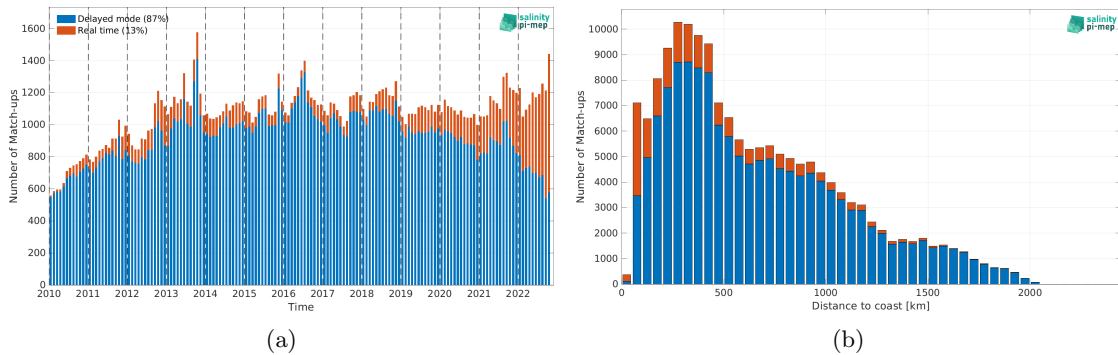 Delayed mode (87%)
Real time (13%)
salinity
pi-mep
Number of Match-ups
1600
1400
1200
1000
800
600
400
200
0
2010 2011 2012 2013 2014 2015 2016 2017 2018 2019 2020 2021 2022
Time
(a)
salinity
pi-mep
Number of Match-ups
10000
9000
8000
7000
6000
5000
4000
3000
2000
1000
0
0 500 1000 1500 2000
Distance to coast [km]
(b)